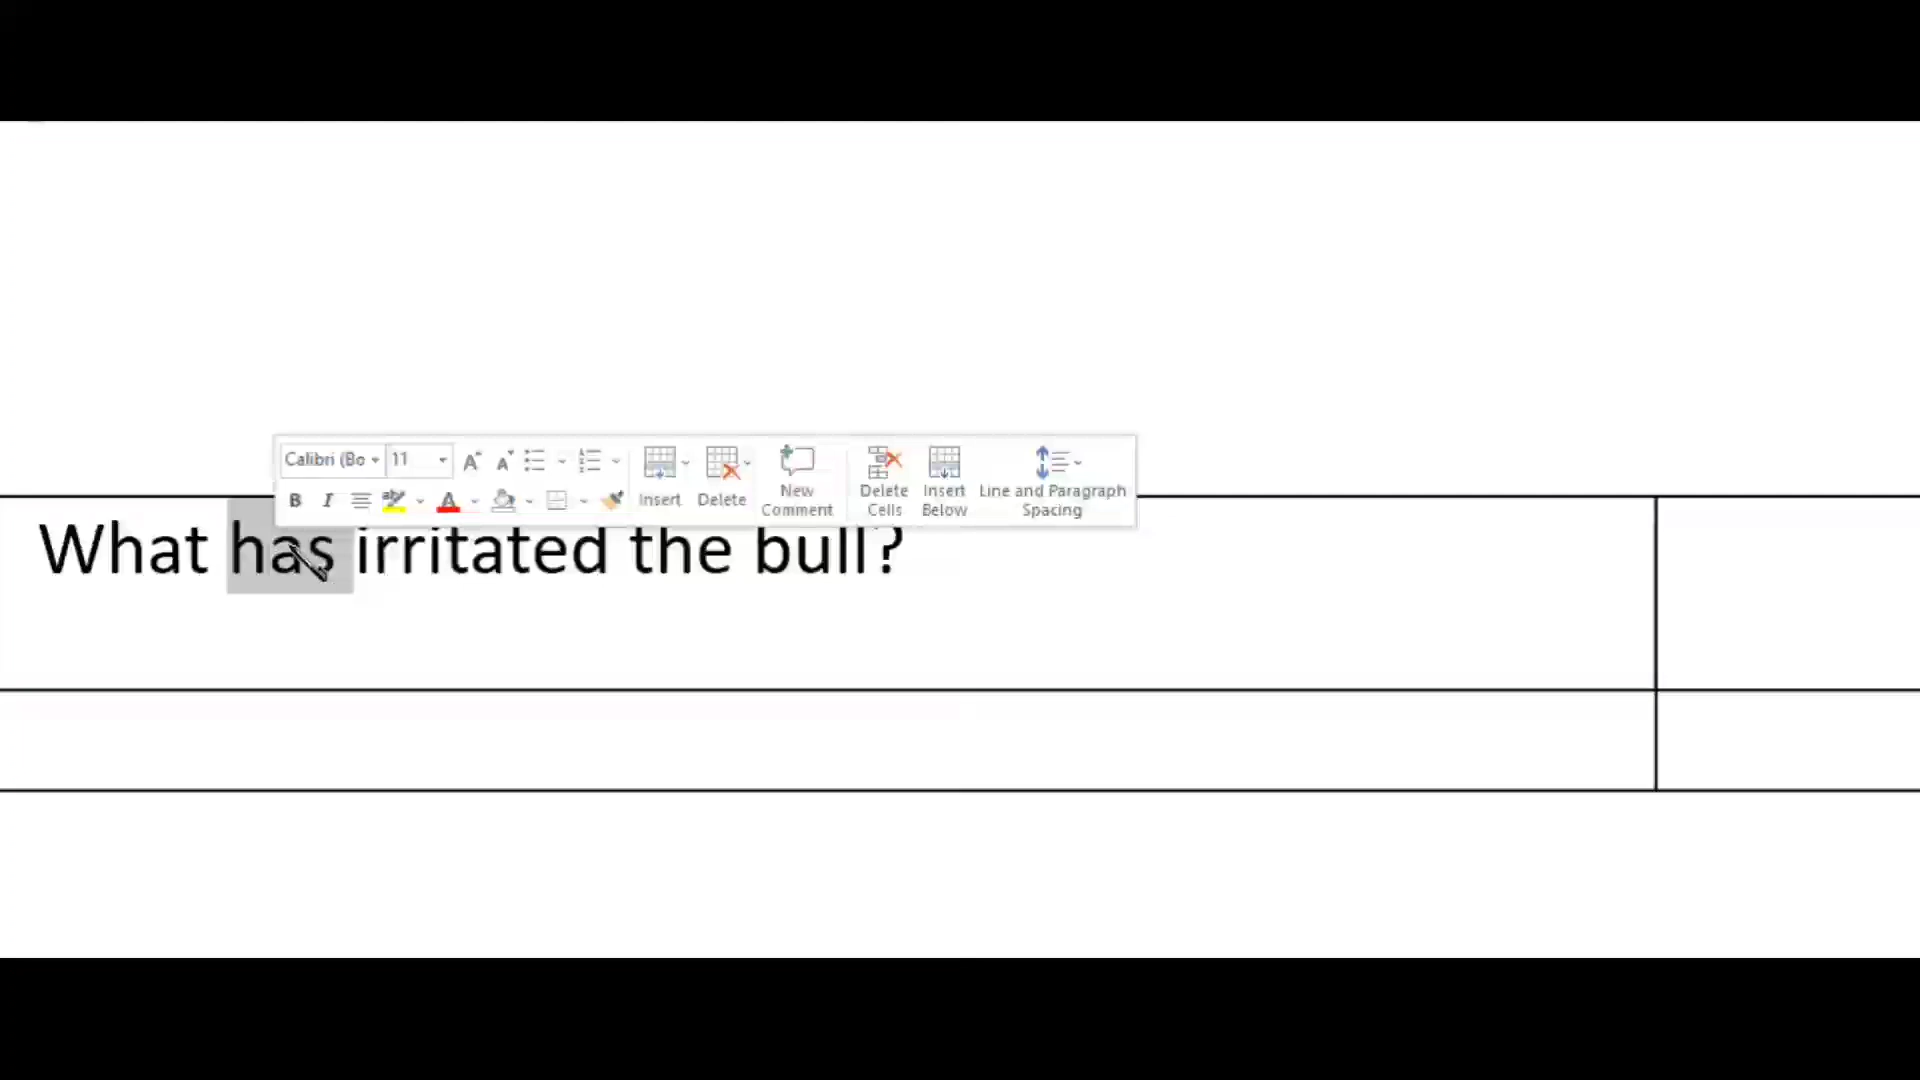 Calibri (Bo 11
B I Insert Delete New Comment Delete Cells Insert Below Line and Paragraph Spacing
What has irritated the bull?